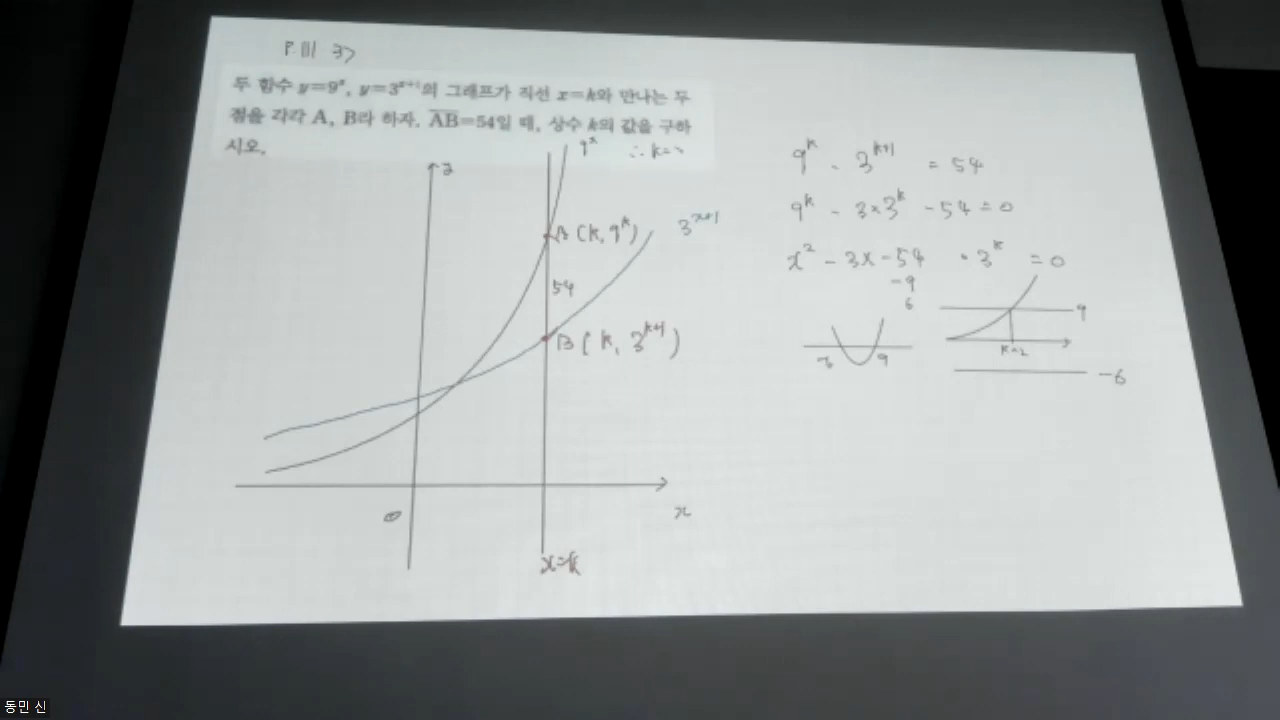 P.111 37
두 함수 y=9ˣ, y=3ˣ⁺¹의 그래프가 직선 x=k와 만나는 두
점을 각각 A, B라 하자. AB=54일 때, 상수 k의 값을 구하
시오.
9ˣ ∴ k=
3ˣ⁺¹
A (k, 9ᵏ)
54
B (k, 3ᵏ⁺¹)
O
x
x=k
9ᵏ - 3ᵏ⁺¹ = 54
9ᵏ - 3×3ᵏ - 54 = 0
x² - 3x - 54 · 3ᵏ = 0
-9
6
9
9
k=2
-6
동민 신